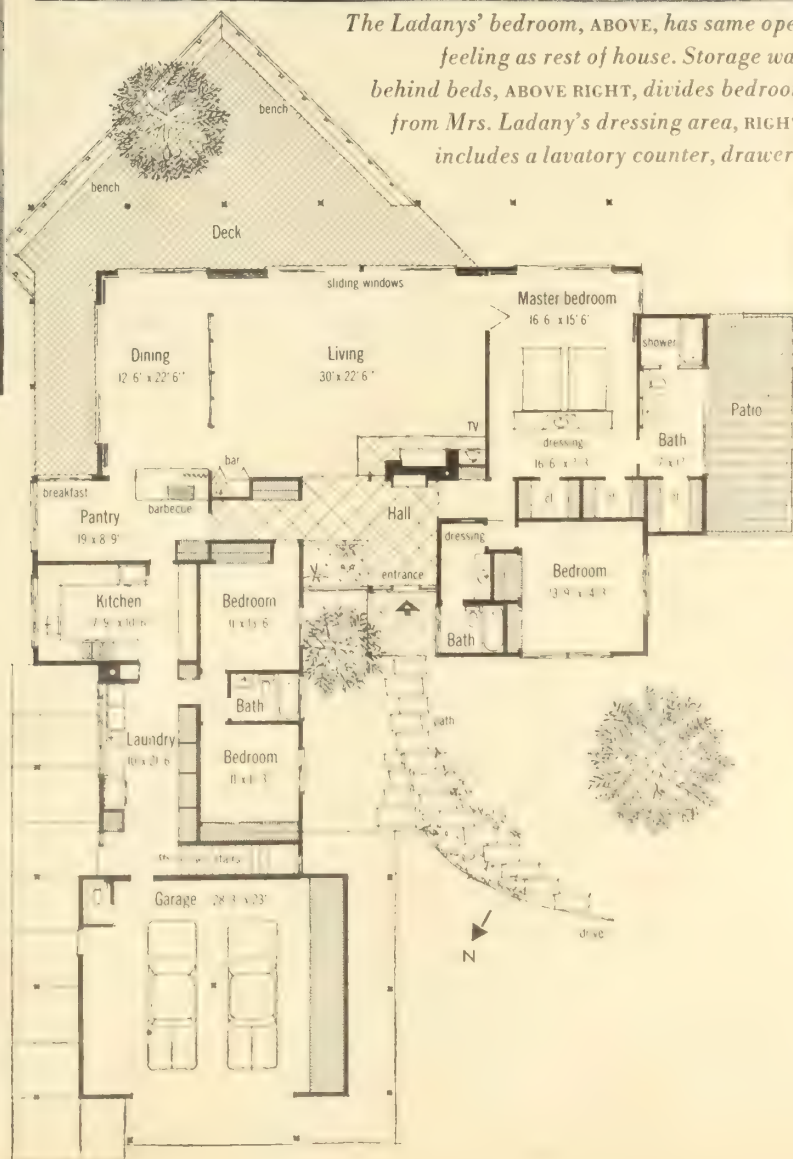 The Ladanys' bedroom, ABOVE, has same ope
feeling as rest of house. Storage wa
behind beds, ABOVE RIGHT, divides bedroo
from Mrs. Ladany's dressing area, RIGH
includes a lavatory counter, drawer
bench
bench
Deck
sliding windows
Master bedroom
16 6 x 15' 6'
Dining
12' 6' x 22' 6''
Living
30' x 22' 6"
shower
Patio
TV
dressing
Bath
bar
breakfast
barbecue
Pantry
19 x 8 9'
Hall
dressing
Kitchen
Bedroom
entrance
Bedroom
Bath
Bath
path
Laundry
Bedroom
Garage
N
drive